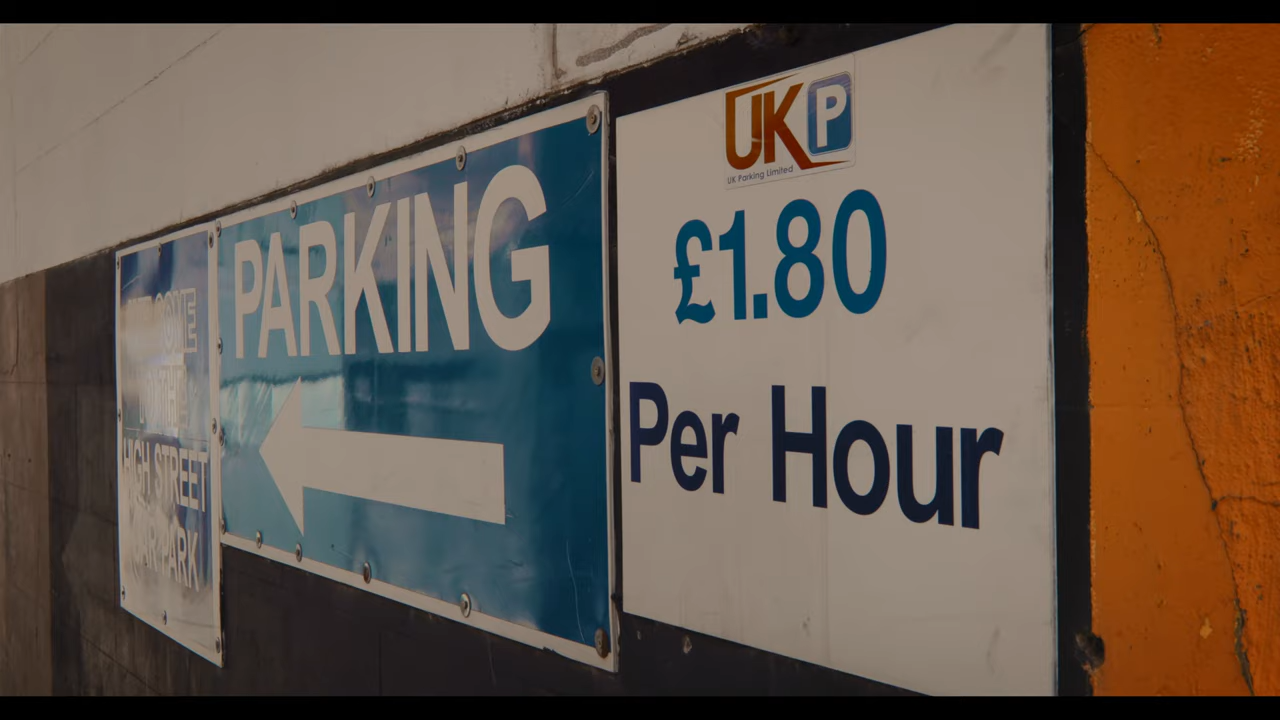 WELCOME
TO THE
HIGH STREET
CAR PARK
PARKING
UKP
UK Parking Limited
£1.80
Per Hour